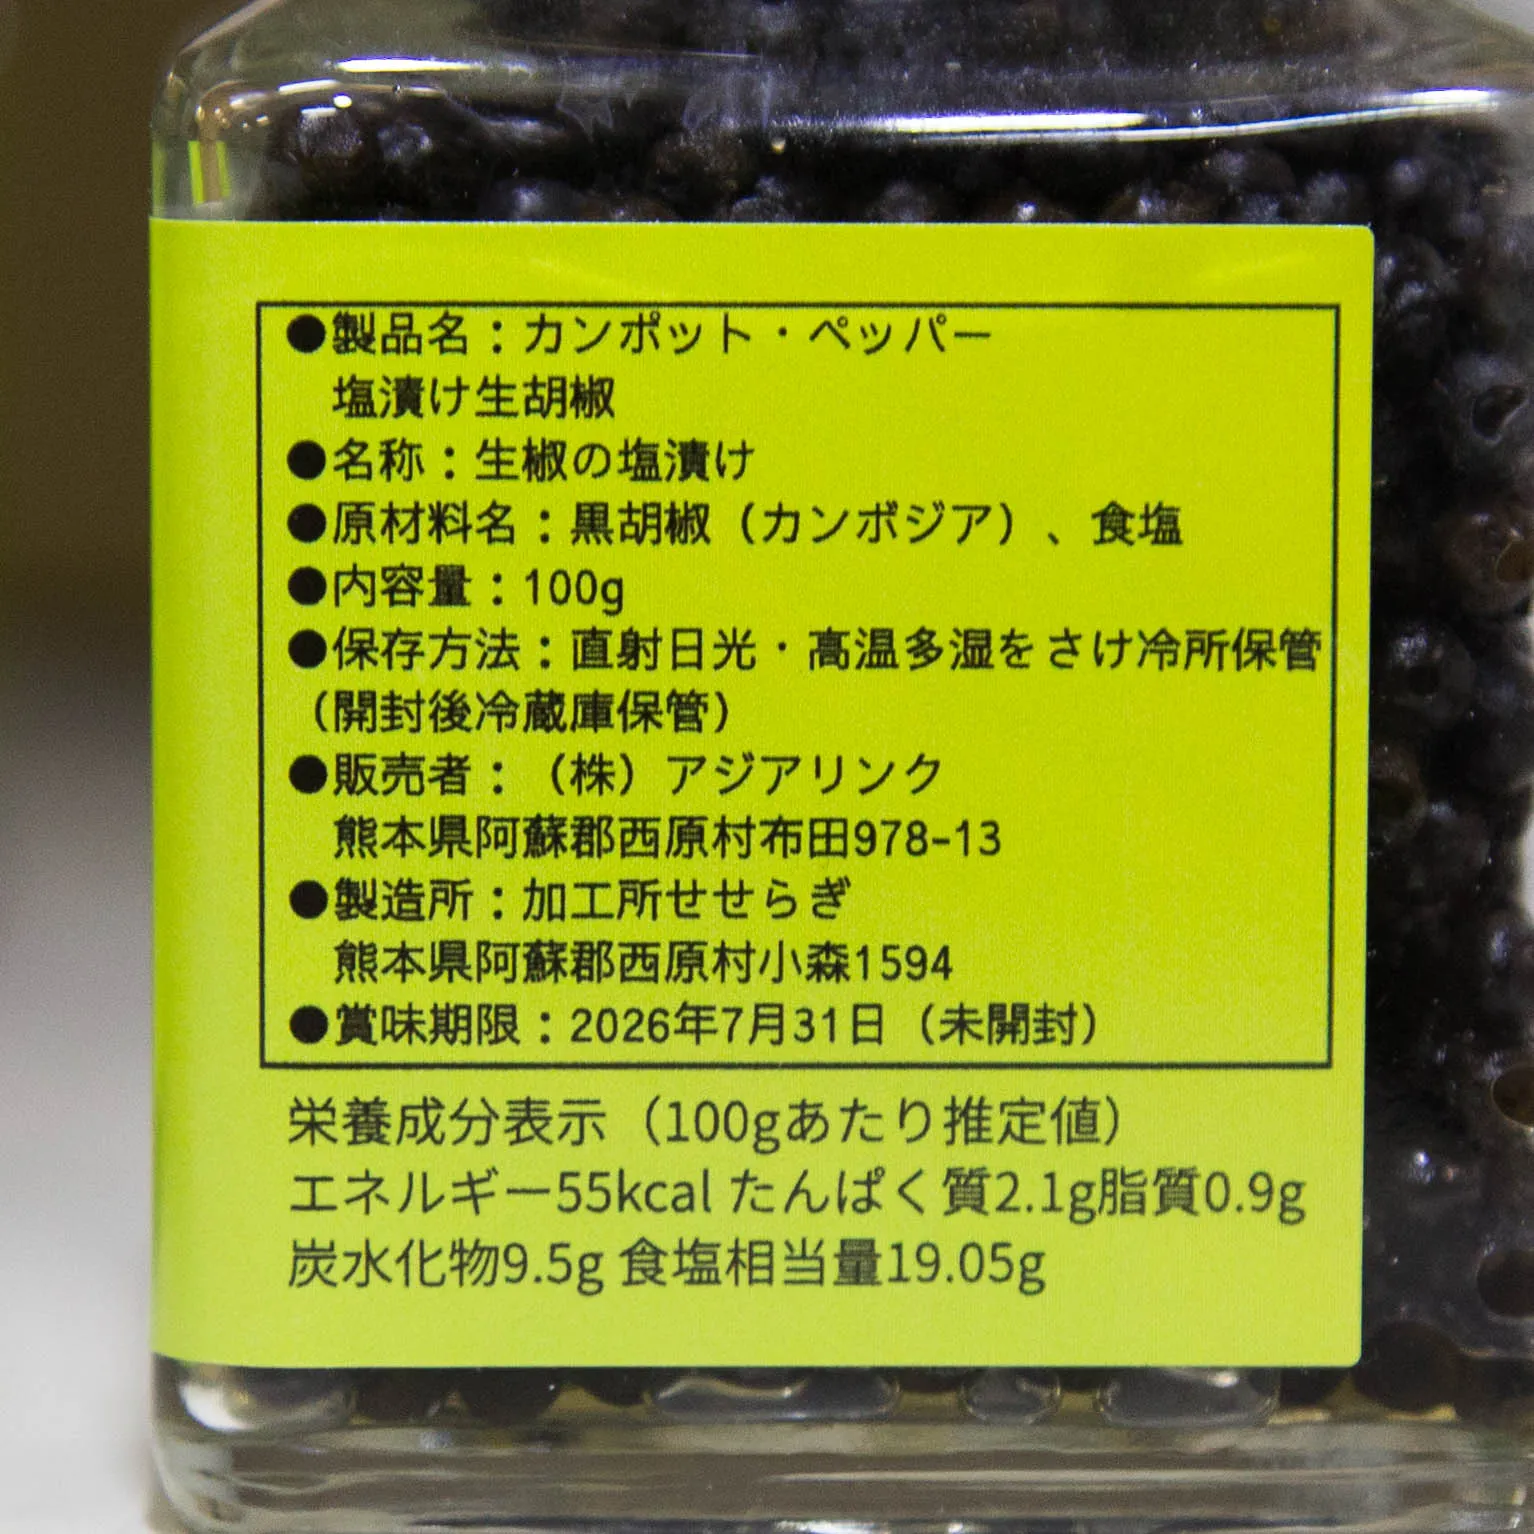 ●製品名：カンポット・ペッパー
塩漬け生胡椒
●名称：生椒の塩漬け
●原材料名：黒胡椒（カンボジア）、食塩
●内容量：100g
●保存方法：直射日光・高温多湿をさけ冷所保管
（開封後冷蔵庫保管）
●販売者：（株）アジアリンク
熊本県阿蘇郡西原村布田978-13
●製造所：加工所せせらぎ
熊本県阿蘇郡西原村小森1594
●賞味期限：2026年7月31日（未開封）
栄養成分表示（100gあたり推定値）
エネルギー55kcal たんぱく質2.1g脂質0.9g
炭水化物9.5g 食塩相当量19.05g